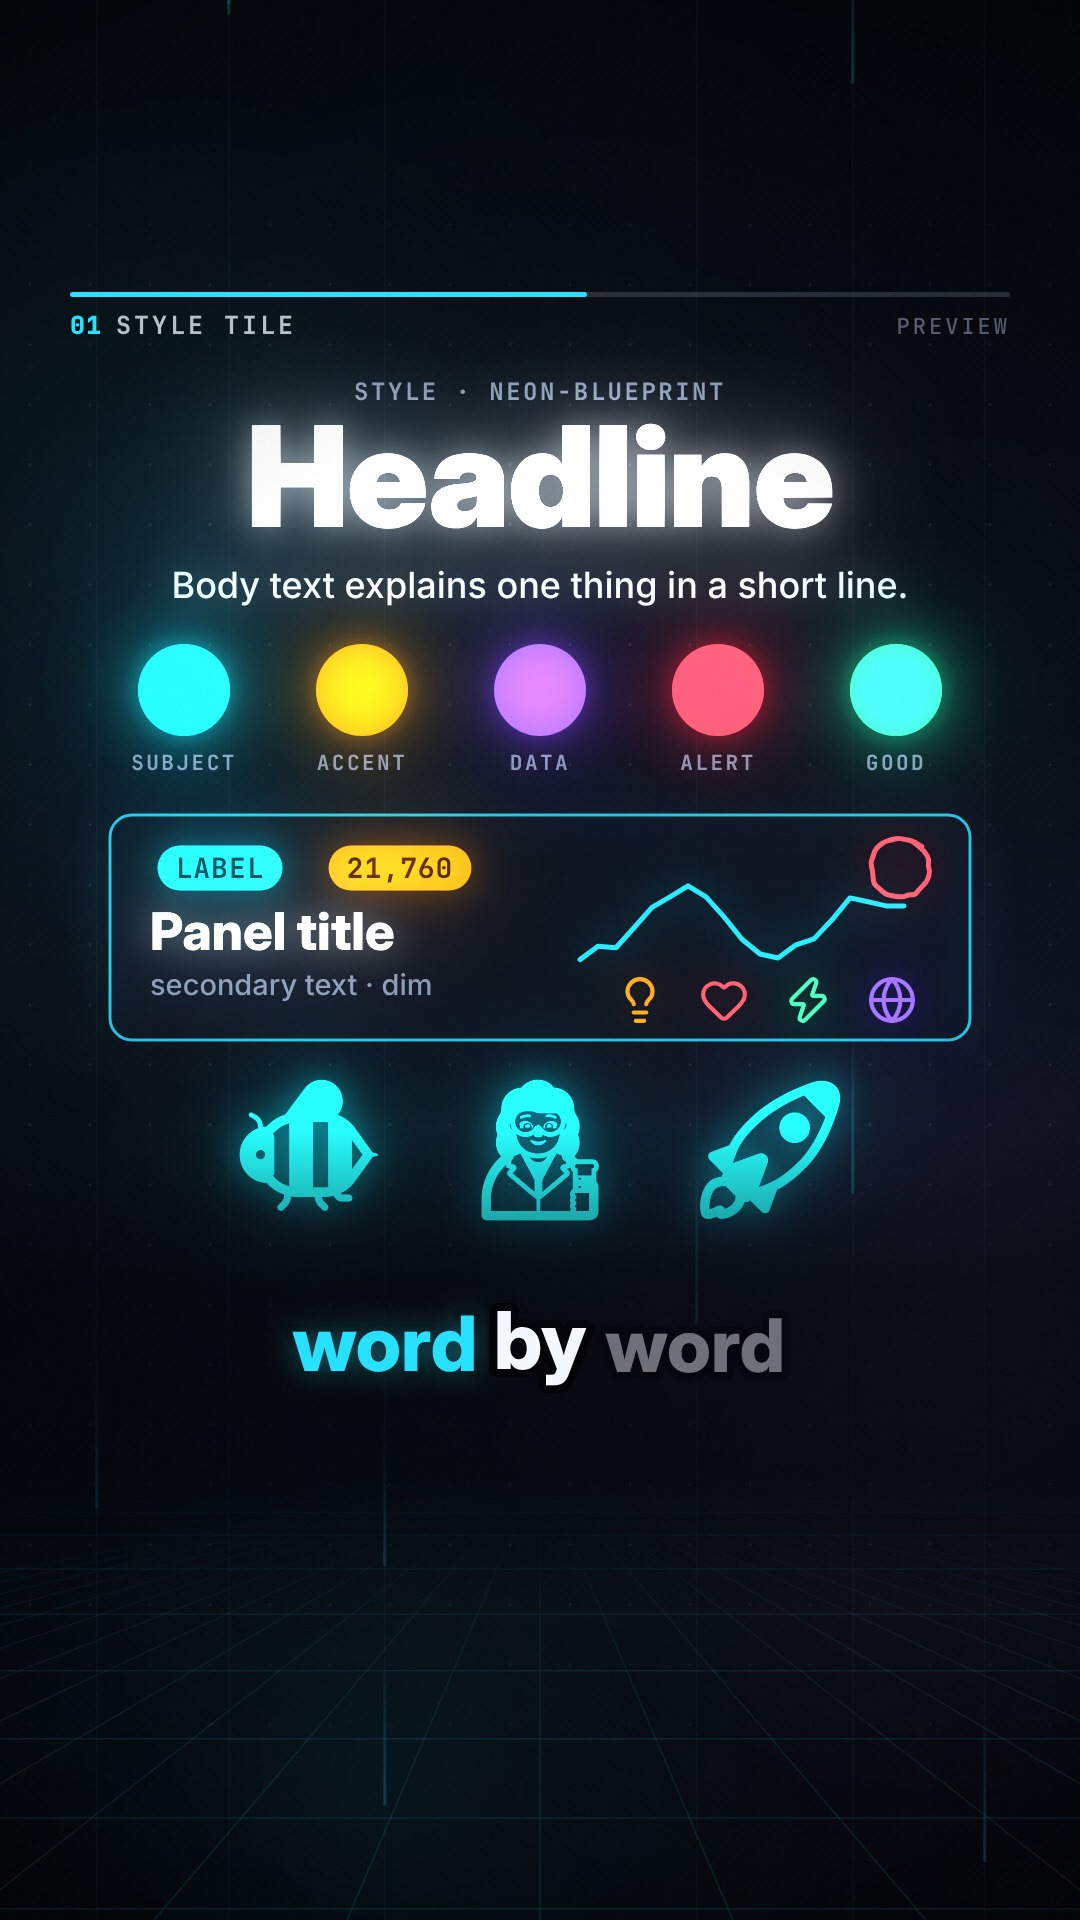 01 STYLE TILE
PREVIEW
STYLE · NEON-BLUEPRINT
Headline
Body text explains one thing in a short line.
SUBJECT ACCENT DATA ALERT GOOD
LABEL 21,760
Panel title
secondary text · dim
word by word